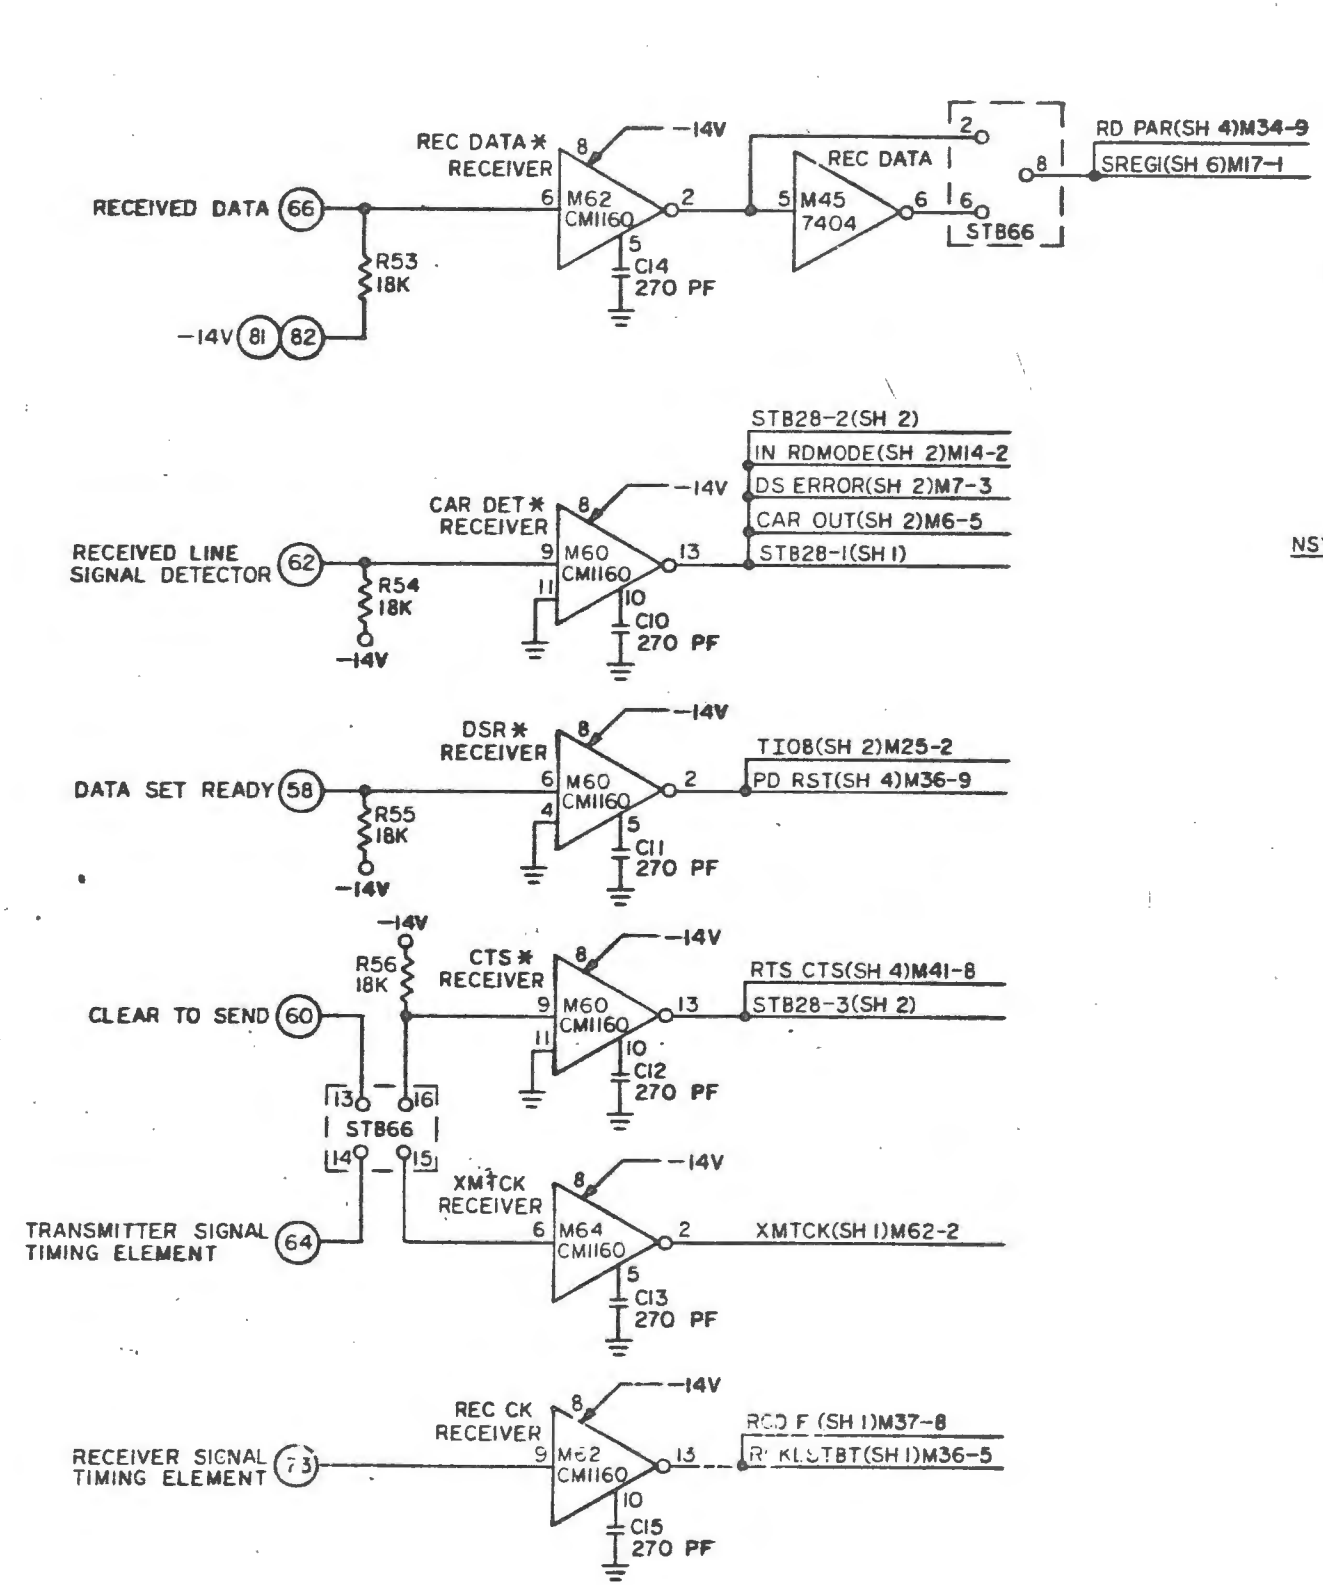 REC DATA*
RECEIVER
8
-14V
RECEIVED DATA 66
6
M62
CM1160
2
5
C14
270 PF
R53
18K
-14V 81 82
5
M45
7404
REC DATA
6
2
8
6
STB66
RD PAR(SH 4)M34-9
SREGI(SH 6)M17-1
CAR DET*
RECEIVER
8
-14V
RECEIVED LINE
SIGNAL DETECTOR 62
9
M60
CM1160
13
11
10
C10
270 PF
R54
18K
-14V
STB28-2(SH 2)
IN RDMODE(SH 2)M14-2
DS ERROR(SH 2)M7-3
CAR OUT(SH 2)M6-5
STB28-1(SH 1)
DSR*
RECEIVER
8
-14V
DATA SET READY 58
6
M60
CM1160
2
4
5
C11
270 PF
R55
18K
-14V
TIOB(SH 2)M25-2
PD RST(SH 4)M36-9
-14V
R56
18K
CTS*
RECEIVER
8
-14V
CLEAR TO SEND 60
9
M60
CM1160
13
11
10
C12
270 PF
RTS CTS(SH 4)M41-8
STB28-3(SH 2)
13 16
STB66
14 15
XMTCK
RECEIVER
8
-14V
TRANSMITTER SIGNAL
TIMING ELEMENT 64
6
M64
CM1160
2
5
C13
270 PF
XMTCK(SH 1)M62-2
REC CK
RECEIVER
8
-14V
RECEIVER SIGNAL
TIMING ELEMENT 73
9
M62
CM1160
13
10
C15
270 PF
(SH 1)M37-8
(SH 1)M36-5